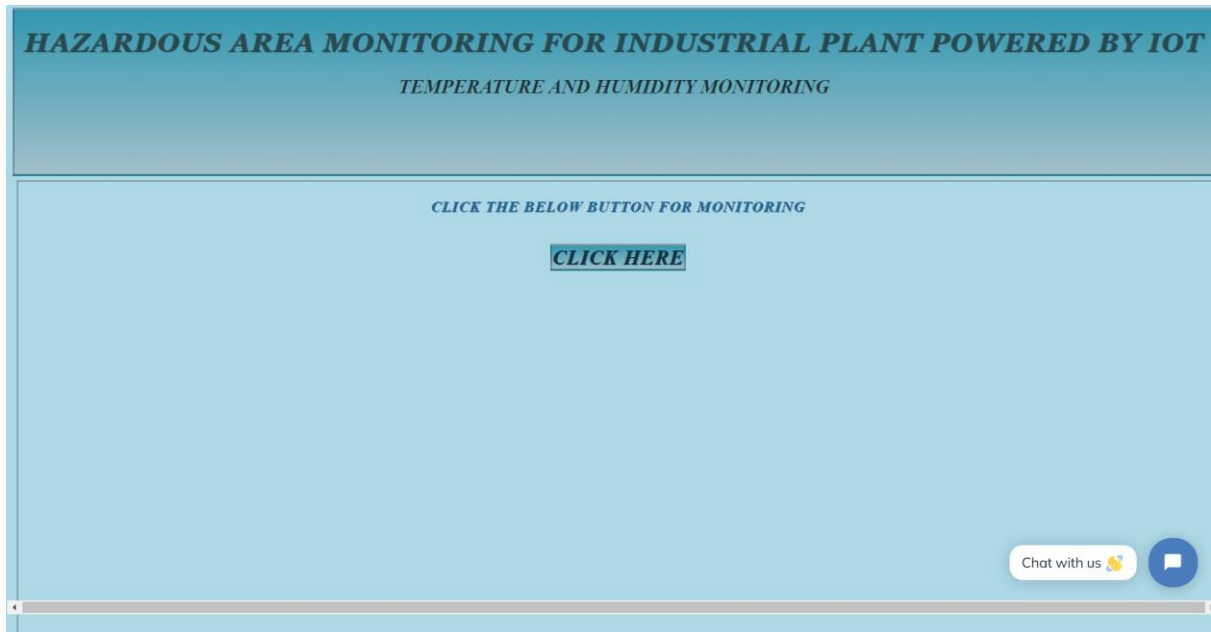 HAZARDOUS AREA MONITORING FOR INDUSTRIAL PLANT POWERED BY IOT
TEMPERATURE AND HUMIDITY MONITORING
CLICK THE BELOW BUTTON FOR MONITORING
CLICK HERE
Chat with us 👋